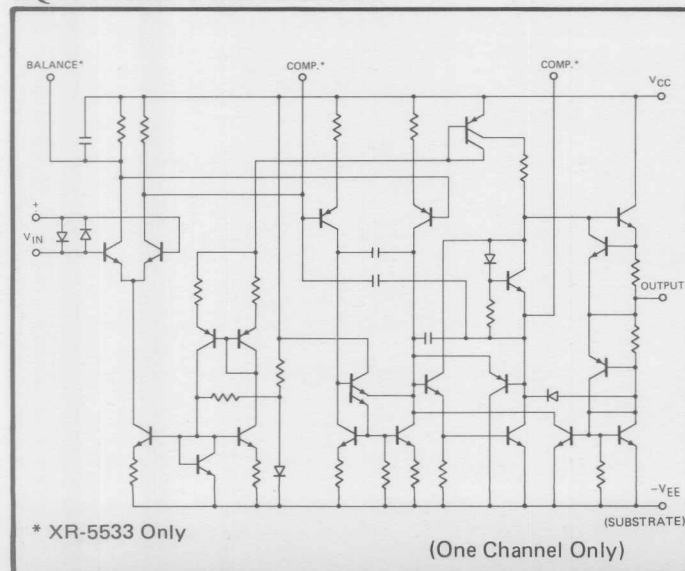 BALANCE*
COMP.*
COMP.*
VCC
+
VIN
−
OUTPUT
−VEE
(SUBSTRATE)
* XR-5533 Only
(One Channel Only)